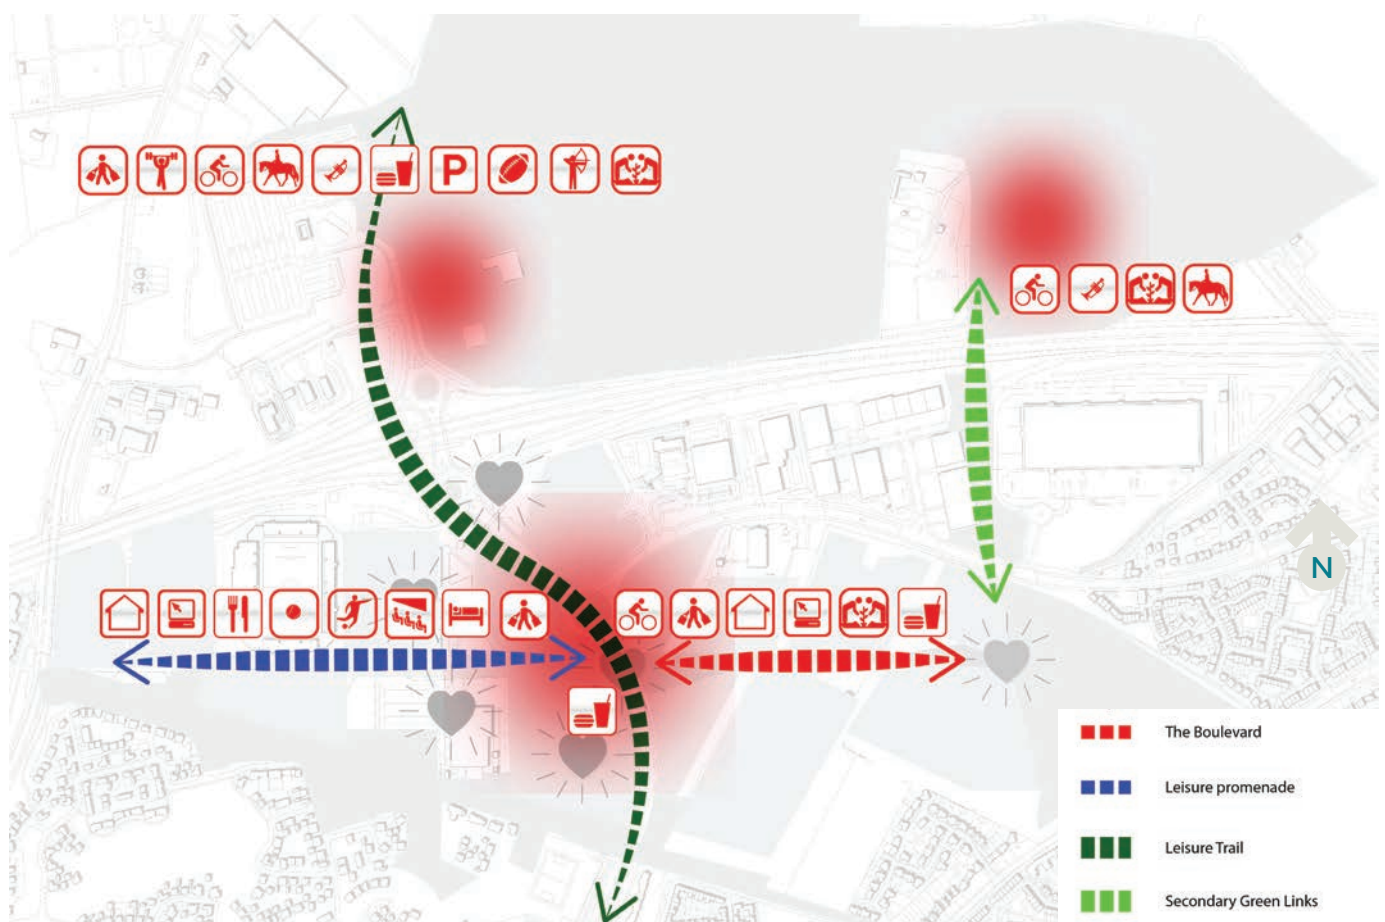 P
N
The Boulevard
Leisure promenade
Leisure Trail
Secondary Green Links